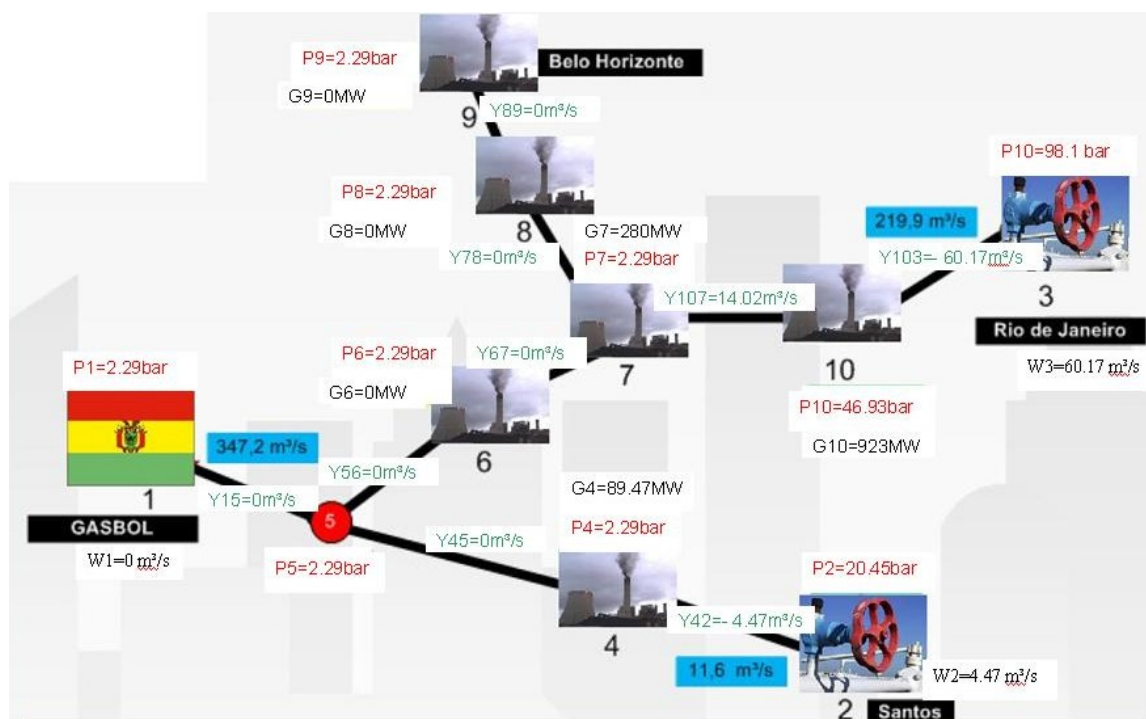 P9=2.29bar
Belo Horizonte
G9=0MW
Y89=0m³/s
9
P10=98.1 bar
P8=2.29bar
219,9 m³/s
G8=0MW
8
G7=280MW
Y78=0m³/s
P7=2.29bar
Y103=- 60.17m³/s
Y107=14.02m³/s
3
Rio de Janeiro
P6=2.29bar
Y67=0m³/s
7
10
W3=60.17 m³/s
P1=2.29bar
G6=0MW
P10=46.93bar
347,2 m³/s
6
G10=923MW
Y56=0m³/s
G4=89.47MW
1
Y15=0m³/s
GASBOL
5
Y45=0m³/s
P4=2.29bar
W1=0 m³/s
P5=2.29bar
P2=20.45bar
Y42=- 4.47m³/s
4
11,6 m³/s
W2=4.47 m³/s
2
Santos